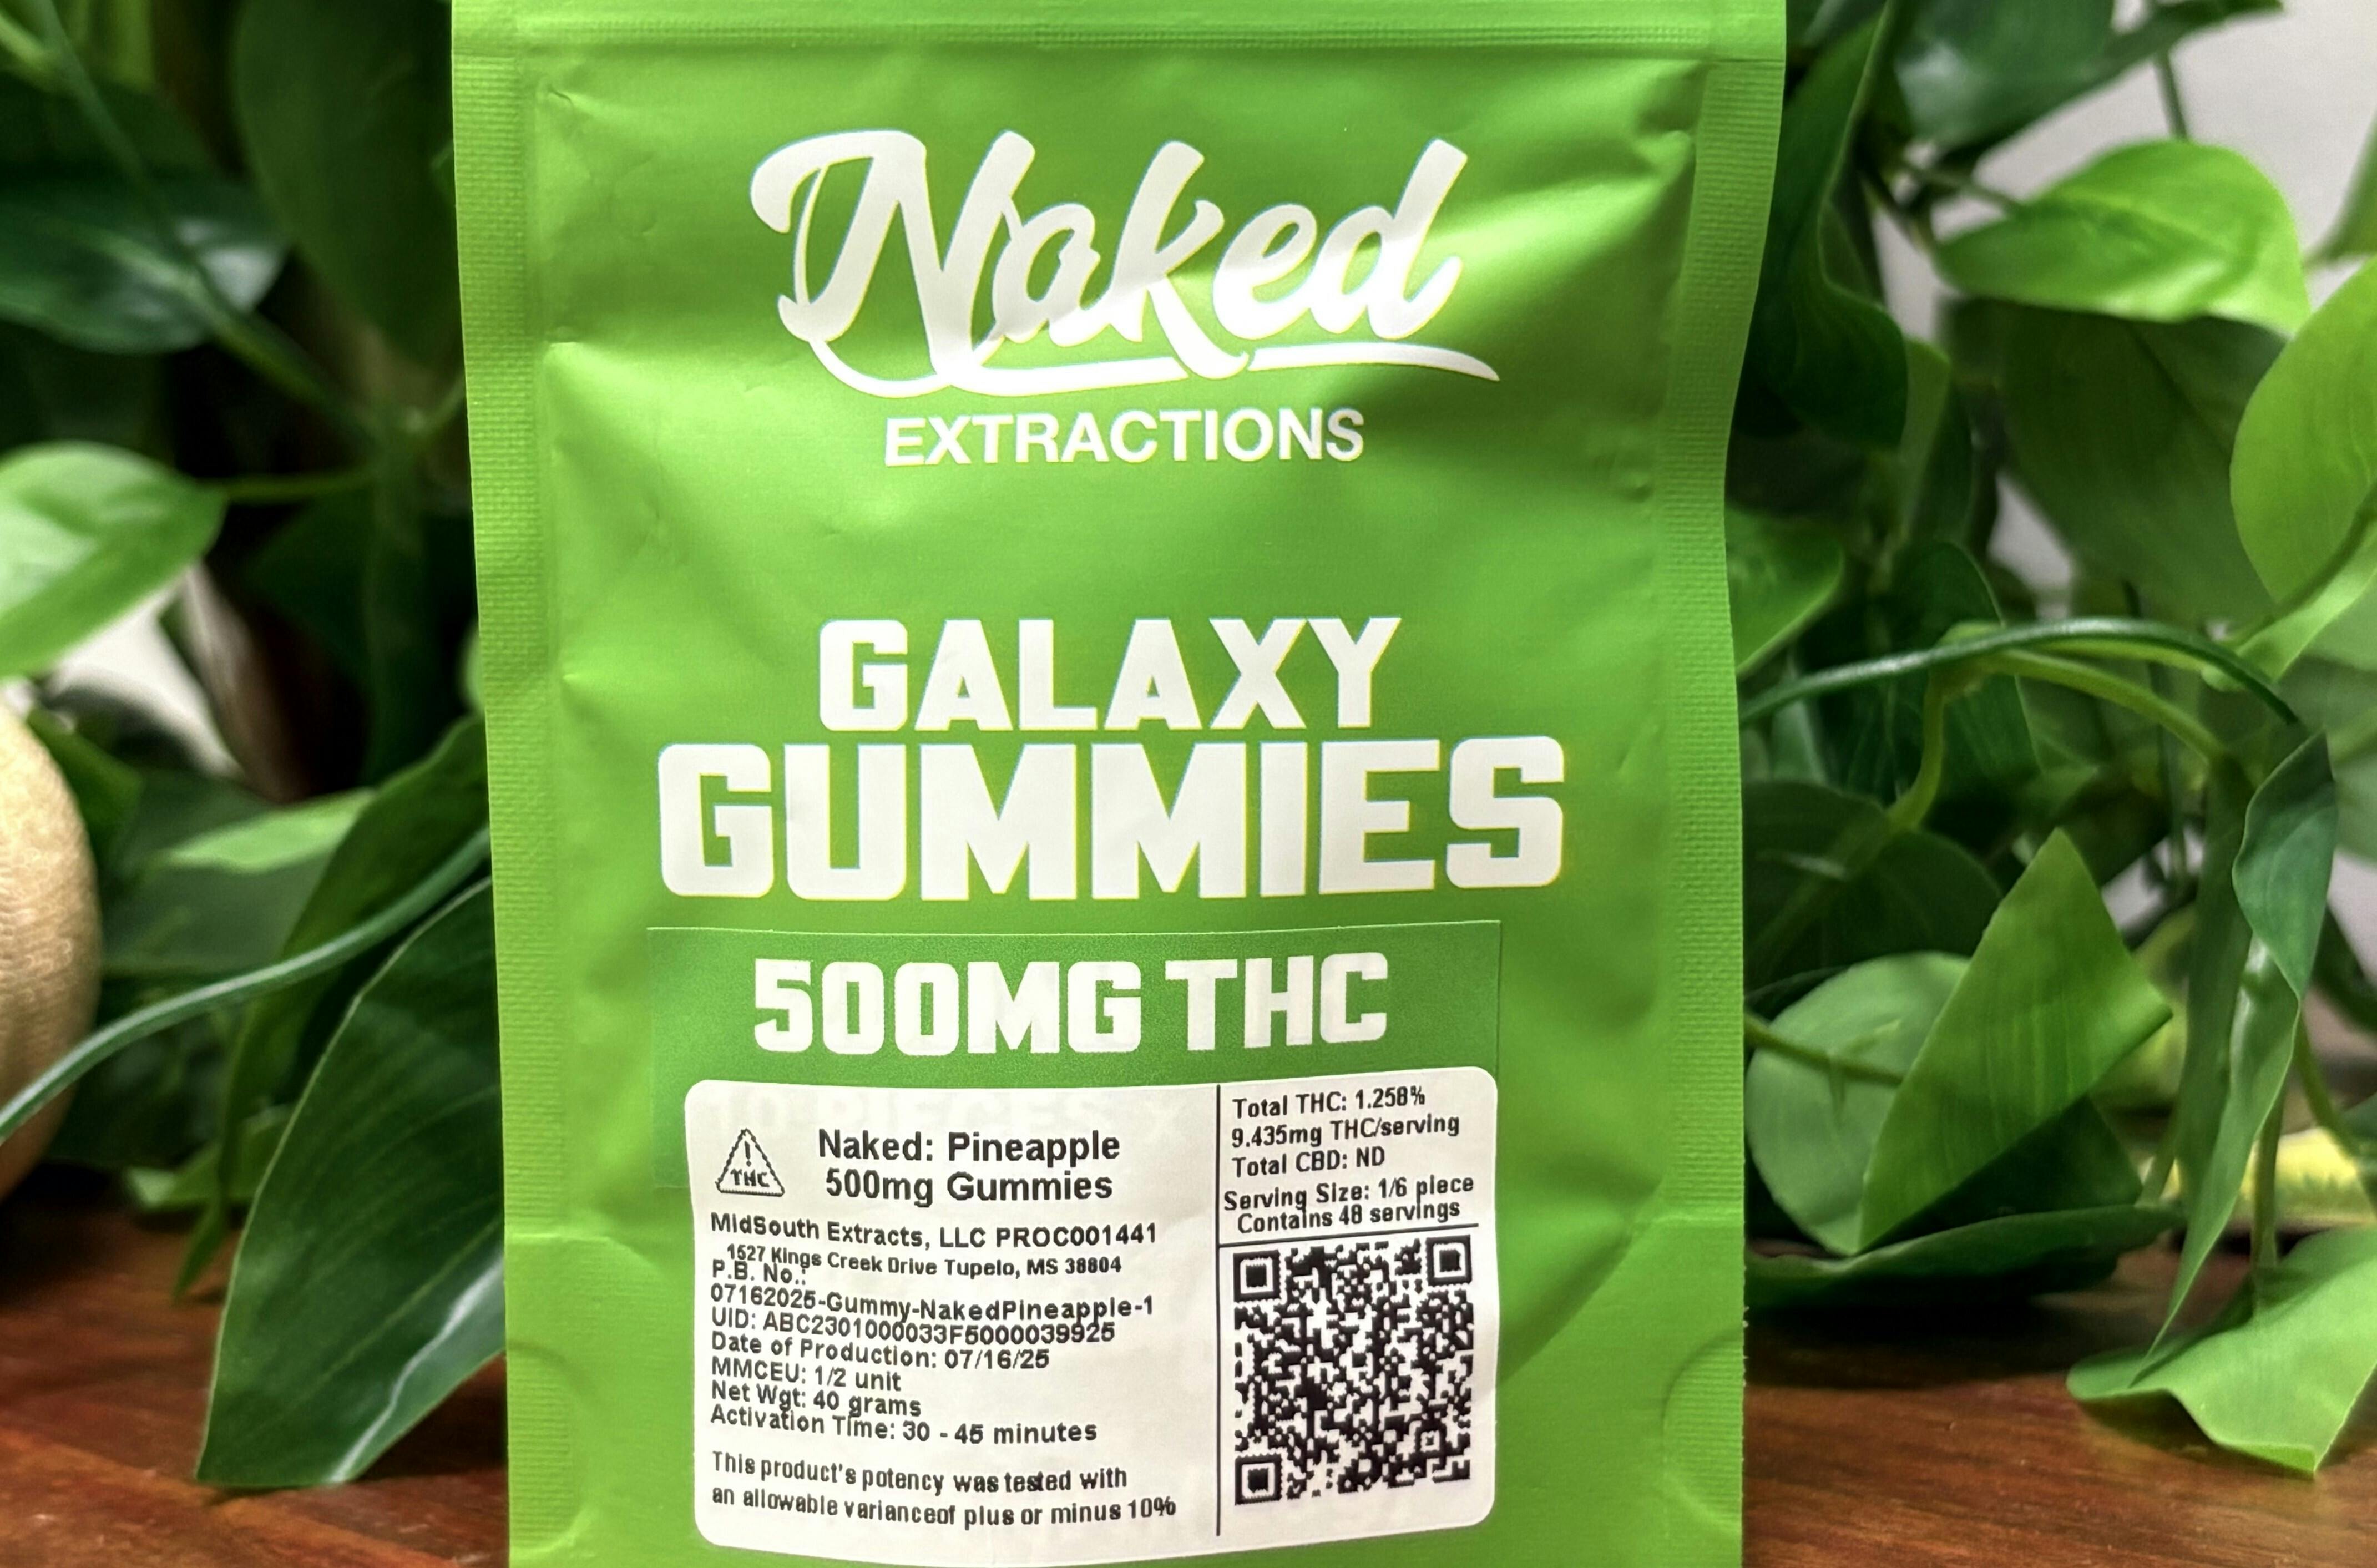 Naked
EXTRACTIONS
GALAXY
GUMMIES
500MG THC
10 PIECES X
THC
Naked: Pineapple
500mg Gummies
MidSouth Extracts, LLC PROC001441
1527 Kings Creek Drive Tupelo, MS 38804
P.B. No.:
07162025-Gummy-NakedPineapple-1
UID: ABC2301000033F5000039925
Date of Production: 07/16/25
MMCEU: 1/2 unit
Net Wgt: 40 grams
Activation Time: 30 - 45 minutes
This product's potency was tested with
an allowable varianceof plus or minus 10%
Total THC: 1.258%
9.435mg THC/serving
Total CBD: ND
Serving Size: 1/6 piece
Contains 48 servings